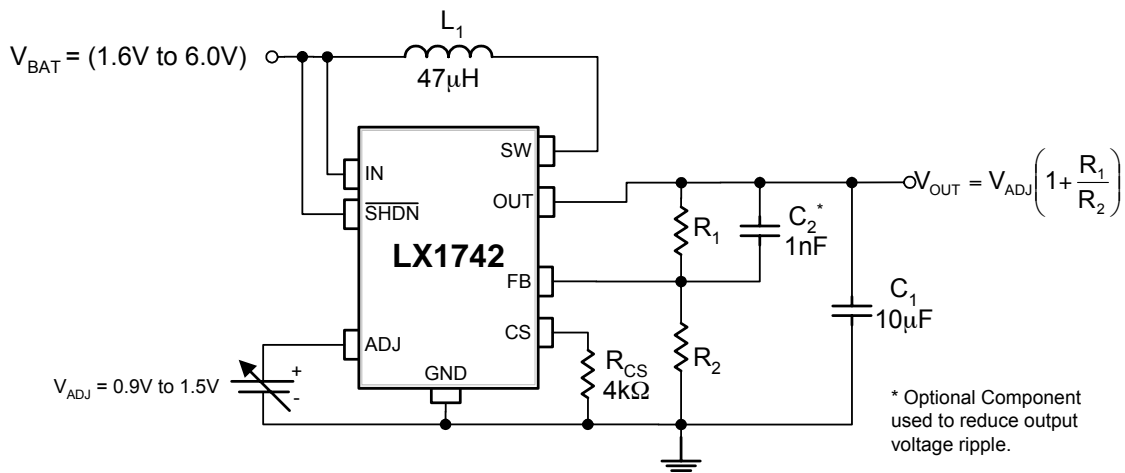 L1
VBAT = (1.6V to 6.0V)
47μH
SW
IN
OUT
VOUT = VADJ(1+R1/R2)
SHDN
R1
C2*
1nF
LX1742
FB
C1
10μF
CS
ADJ
R2
RCS
4kΩ
GND
VADJ = 0.9V to 1.5V
+
-
* Optional Component
used to reduce output
voltage ripple.